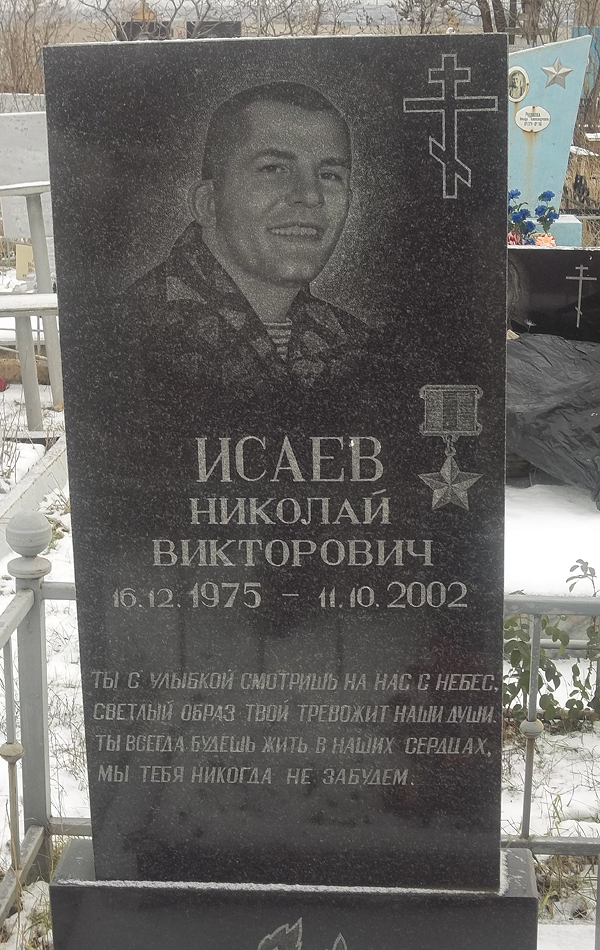 ИСАЕВ
НИКОЛАЙ
ВИКТОРОВИЧ
16.12.1975 – 11.10.2002
ТЫ С УЛЫБКОЙ СМОТРИШЬ НА НАС С НЕБЕС,
СВЕТЛЫЙ ОБРАЗ ТВОЙ ТРЕВОЖИТ НАШИ ДУШИ.
ТЫ ВСЕГДА БУДЕШЬ ЖИТЬ В НАШИХ СЕРДЦАХ,
МЫ ТЕБЯ НИКОГДА НЕ ЗАБУДЕМ.